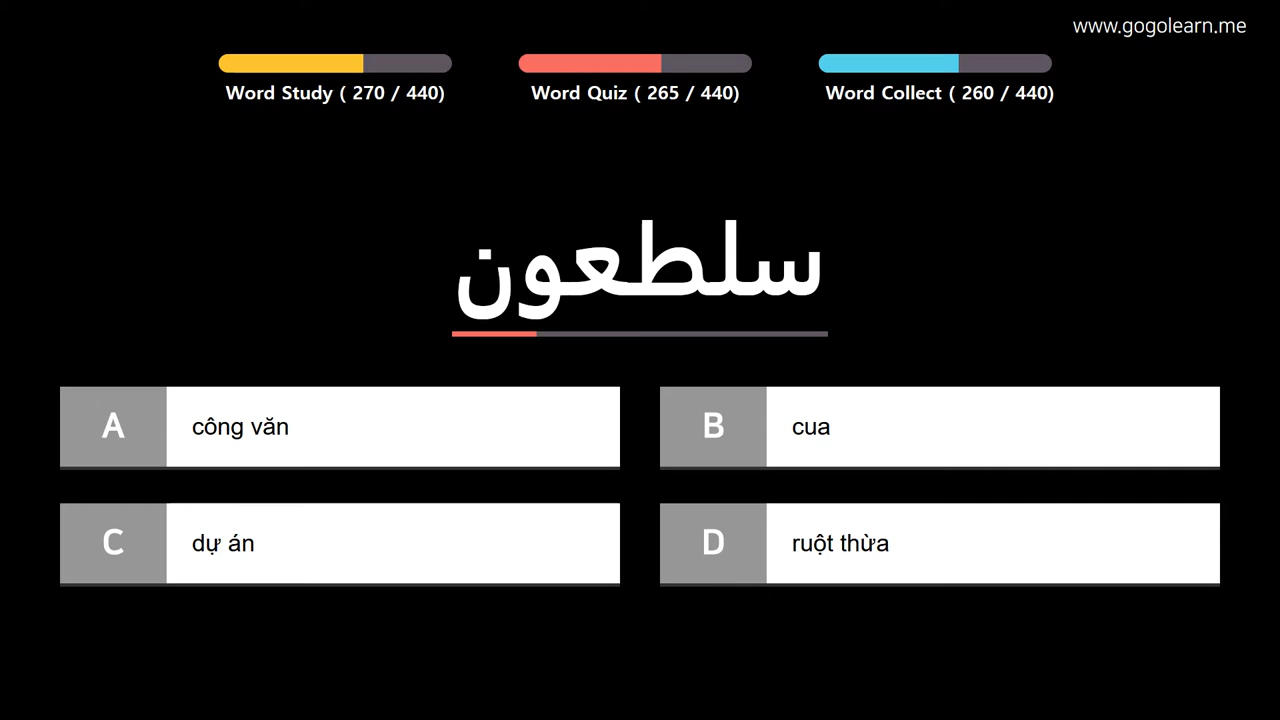 www.gogolearn.me
Word Study ( 270 / 440)
Word Quiz ( 265 / 440)
Word Collect ( 260 / 440)
سلطعون
A công văn
B cua
C dự án
D ruột thừa